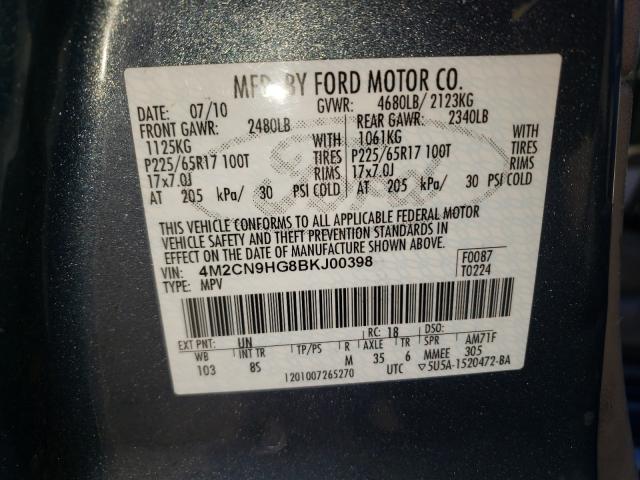 MFD. BY FORD MOTOR CO.
DATE: 07/10 GVWR: 4680LB/ 2123KG
FRONT GAWR: 2480LB REAR GAWR: 2340LB
1125KG WITH 1061KG WITH
P225/65R17 100T TIRES P225/65R17 100T TIRES
17x7.0J RIMS 17x7.0J RIMS
AT 205 kPa/ 30 PSI COLD AT 205 kPa/ 30 PSI COLD
THIS VEHICLE CONFORMS TO ALL APPLICABLE FEDERAL MOTOR
VEHICLE SAFETY AND THEFT PREVENTION STANDARDS IN
EFFECT ON THE DATE OF MANUFACTURE SHOWN ABOVE.
VIN: 4M2CN9HG8BKJ00398 F0087
TYPE: MPV T0224
EXT PNT: UN RC: 18 DSO:
WB INT TR TP/PS R AXLE TR SPR AM71F
103 8S M 35 6 MMEE 305
1201007265270 UTC ▽5U5A-1520472-BA
Ford